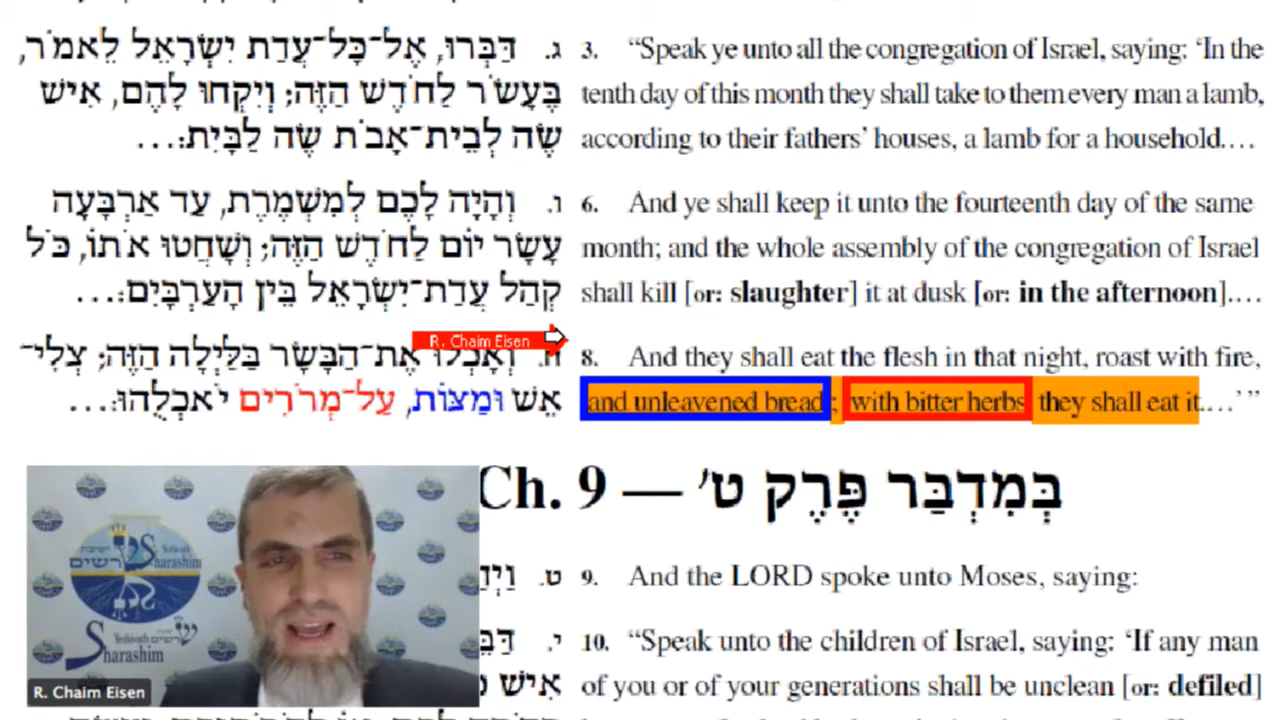 ג. דַּבְּרוּ, אֶל־כָּל־עֲדַת יִשְׂרָאֵל לֵאמֹר,
בֶּעָשֹׂר לַחֹדֶשׁ הַזֶּה; וְיִקְחוּ לָהֶם, אִישׁ
שֶׂה לְבֵית־אָבֹת שֶׂה לַבָּיִת:...
3. “Speak ye unto all the congregation of Israel, saying: ‘In the
tenth day of this month they shall take to them every man a lamb,
according to their fathers’ houses, a lamb for a household....
ו. וְהָיָה לָכֶם לְמִשְׁמֶרֶת, עַד אַרְבָּעָה
עָשָׂר יוֹם לַחֹדֶשׁ הַזֶּה; וְשָׁחֲטוּ אֹתוֹ, כֹּל
קְהַל עֲדַת־יִשְׂרָאֵל בֵּין הָעַרְבָּיִם:...
6. And ye shall keep it unto the fourteenth day of the same
month; and the whole assembly of the congregation of Israel
shall kill [or: slaughter] it at dusk [or: in the afternoon]....
R. Chaim Eisen
ח. וְאָכְלוּ אֶת־הַבָּשָׂר בַּלַּיְלָה הַזֶּה; צְלִי־
אֵשׁ וּמַצּוֹת, עַל־מְרֹרִים יֹאכְלֻהוּ:...
8. And they shall eat the flesh in that night, roast with fire,
and unleavened bread; with bitter herbs they shall eat it....’”
Ch. 9 — בְּמִדְבַּר פֶּרֶק ט׳
ט.
9. And the LORD spoke unto Moses, saying:
י.
10. “Speak unto the children of Israel, saying: ‘If any man
אִישׁ
of you or of your generations shall be unclean [or: defiled]
ישיבת שרשים
Yeshivath Sharashim
Yeshivath שרשים
Sharashim
R. Chaim Eisen